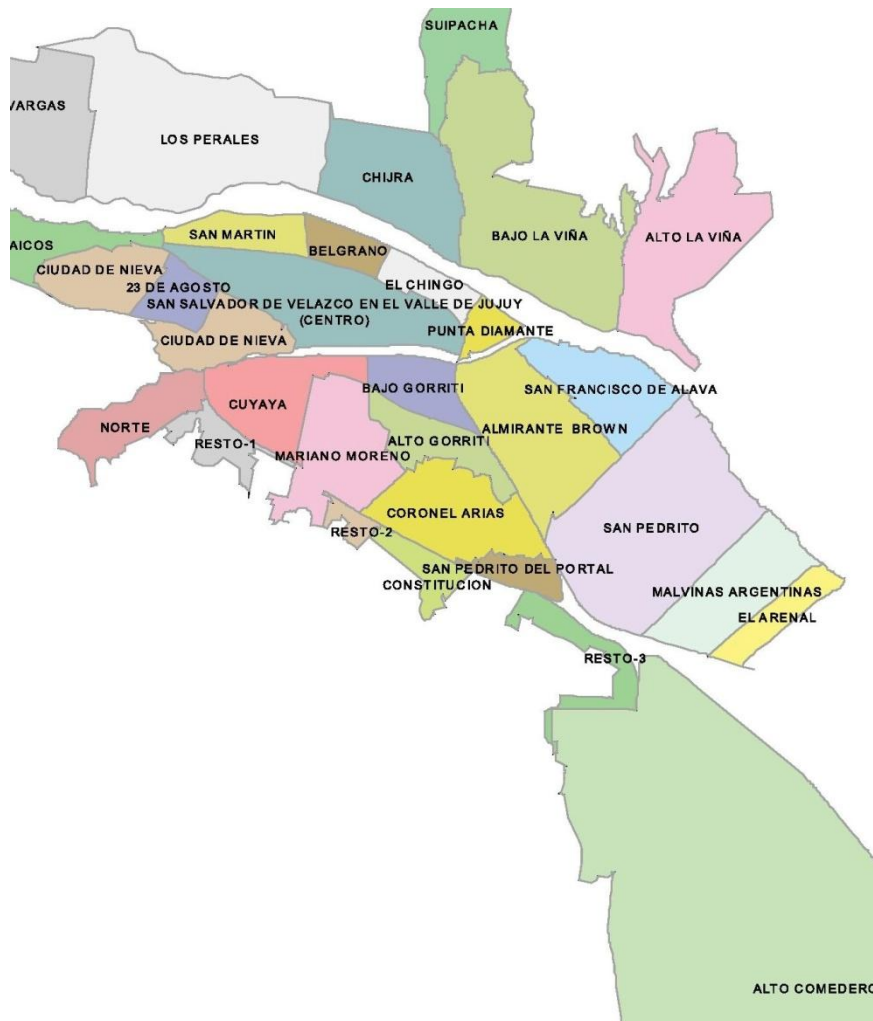 SUIPACHA
VARGAS
LOS PERALES
CHIJRA
BAJO LA VIÑA
ALTO LA VIÑA
SAN MARTIN
AICOS
BELGRANO
CIUDAD DE NIEVA
23 DE AGOSTO
EL CHINGO
SAN SALVADOR DE VELAZCO EN EL VALLE DE JUJUY
(CENTRO)
PUNTA DIAMANTE
CIUDAD DE NIEVA
BAJO GORRITI
SAN FRANCISCO DE ALAVA
CUYAYA
NORTE
ALMIRANTE BROWN
RESTO-1
ALTO GORRITI
MARIANO MORENO
CORONEL ARIAS
SAN PEDRITO
RESTO-2
SAN PEDRITO DEL PORTAL
CONSTITUCION
MALVINAS ARGENTINAS
EL ARENAL
RESTO-3
ALTO COMEDERO